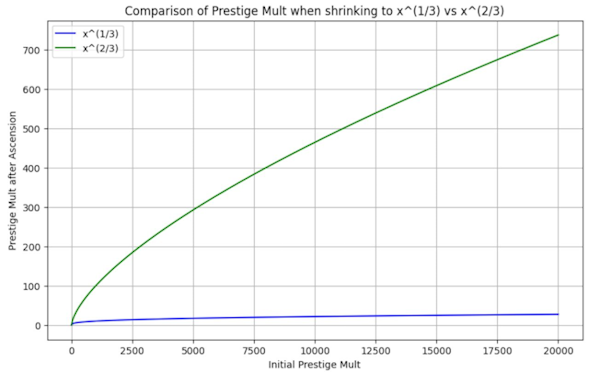 Comparison of Prestige Mult when shrinking to x^(1/3) vs x^(2/3)
x^(1/3)
x^(2/3)
700
600
500
400
300
200
100
0
Prestige Mult after Ascension
0 2500 5000 7500 10000 12500 15000 17500 20000
Initial Prestige Mult